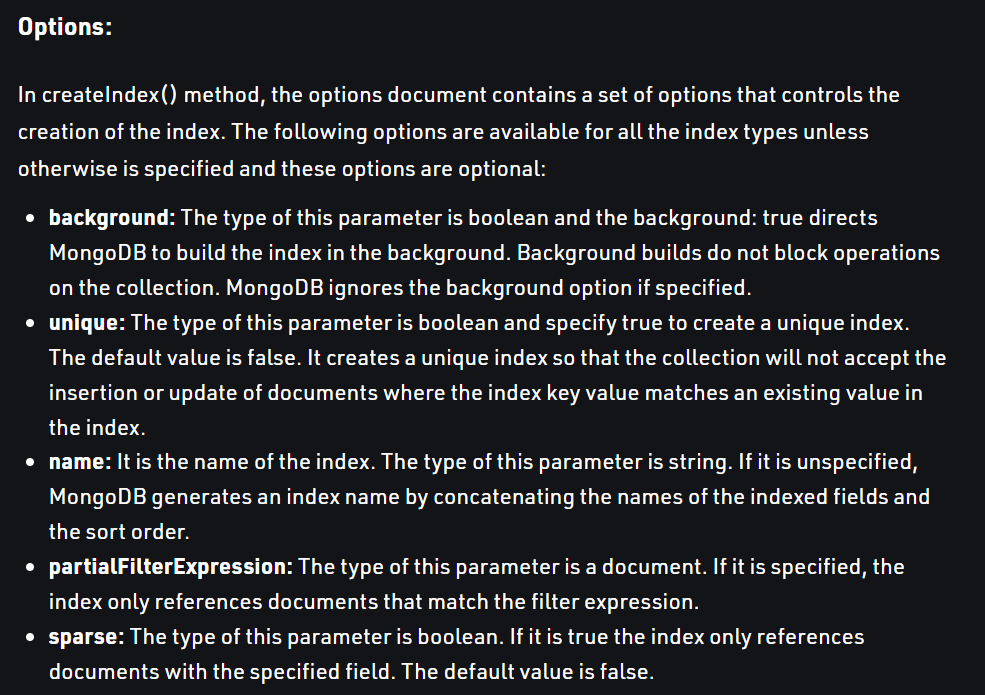 Options:
In createIndex() method, the options document contains a set of options that controls the
creation of the index. The following options are available for all the index types unless
otherwise is specified and these options are optional:
• background: The type of this parameter is boolean and the background: true directs
MongoDB to build the index in the background. Background builds do not block operations
on the collection. MongoDB ignores the background option if specified.
• unique: The type of this parameter is boolean and specify true to create a unique index.
The default value is false. It creates a unique index so that the collection will not accept the
insertion or update of documents where the index key value matches an existing value in
the index.
• name: It is the name of the index. The type of this parameter is string. If it is unspecified,
MongoDB generates an index name by concatenating the names of the indexed fields and
the sort order.
• partialFilterExpression: The type of this parameter is a document. If it is specified, the
index only references documents that match the filter expression.
• sparse: The type of this parameter is boolean. If it is true the index only references
documents with the specified field. The default value is false.